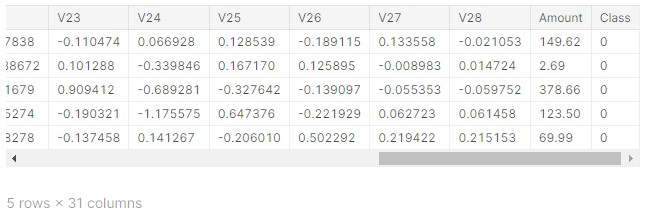 V23 V24 V25 V26 V27 V28 Amount Class
7838 -0.110474 0.066928 0.128539 -0.189115 0.133558 -0.021053 149.62 0
38672 0.101288 -0.339846 0.167170 0.125895 -0.008983 0.014724 2.69 0
1679 0.909412 -0.689281 -0.327642 -0.139097 -0.055353 -0.059752 378.66 0
5274 -0.190321 -1.175575 0.647376 -0.221929 0.062723 0.061458 123.50 0
8278 -0.137458 0.141267 -0.206010 0.502292 0.219422 0.215153 69.99 0
5 rows × 31 columns